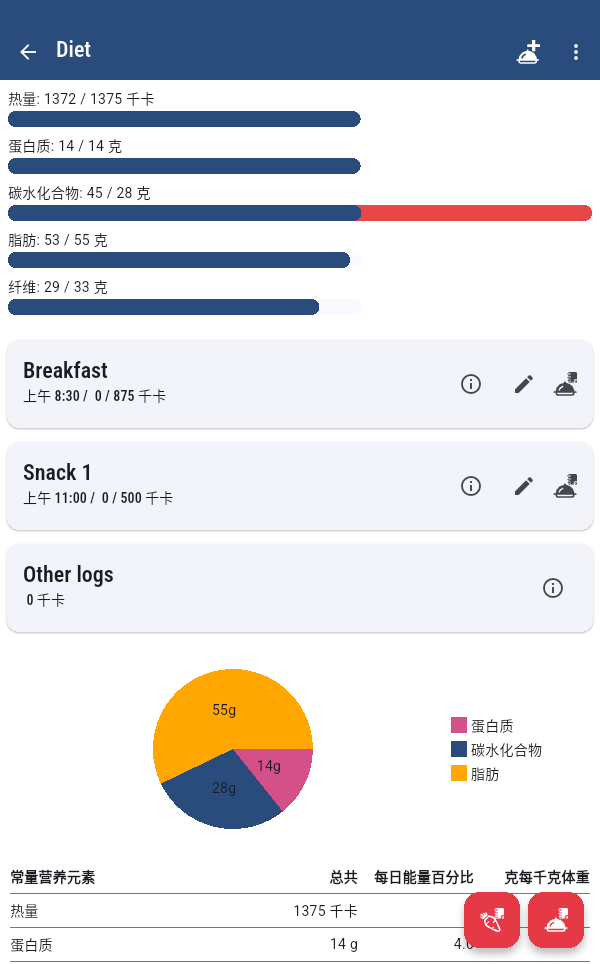 Diet
热量: 1372 / 1375 千卡
蛋白质: 14 / 14 克
碳水化合物: 45 / 28 克
脂肪: 53 / 55 克
纤维: 29 / 33 克
Breakfast
上午 8:30 / 0 / 875 千卡
Snack 1
上午 11:00 / 0 / 500 千卡
Other logs
0 千卡
55g
14g
28g
蛋白质
碳水化合物
脂肪
常量营养元素 总共 每日能量百分比 克每千克体重
热量 1375 千卡
蛋白质 14 g